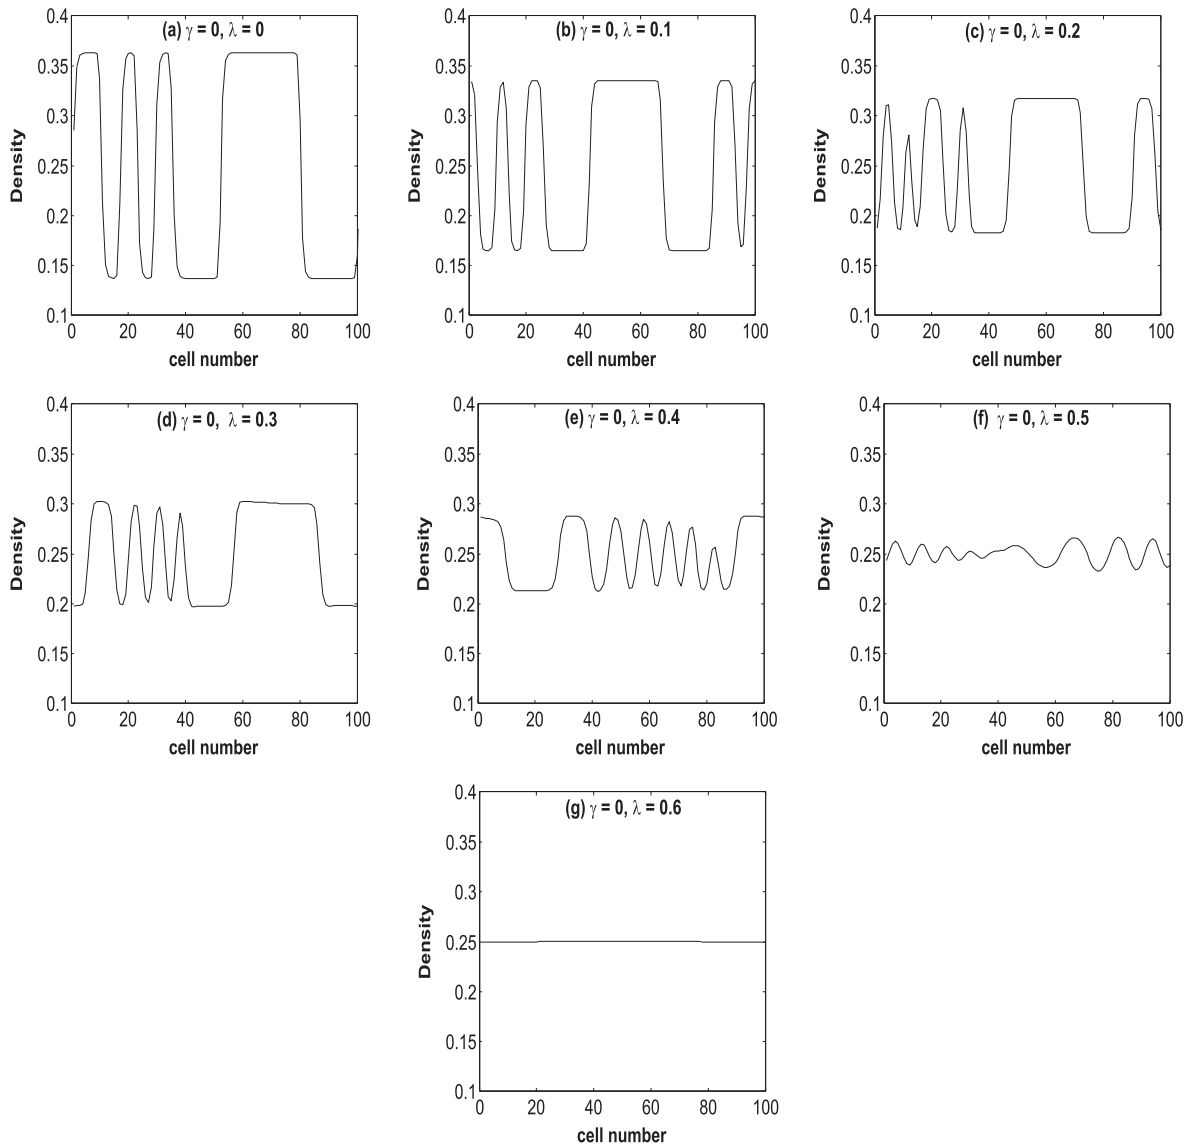 (a) γ = 0, λ = 0
0.4
0.35
0.3
0.25
0.2
0.15
0.1
Density
0 20 40 60 80 100
cell number
(b) γ = 0, λ = 0.1
0.4
0.35
0.3
0.25
0.2
0.15
0.1
Density
0 20 40 60 80 100
cell number
(c) γ = 0, λ = 0.2
0.4
0.35
0.3
0.25
0.2
0.15
0.1
Density
0 20 40 60 80 100
cell number
(d) γ = 0, λ = 0.3
0.4
0.35
0.3
0.25
0.2
0.15
0.1
Density
0 20 40 60 80 100
cell number
(e) γ = 0, λ = 0.4
0.4
0.35
0.3
0.25
0.2
0.15
0.1
Density
0 20 40 60 80 100
cell number
(f) γ = 0, λ = 0.5
0.4
0.35
0.3
0.25
0.2
0.15
0.1
Density
0 20 40 60 80 100
cell number
(g) γ = 0, λ = 0.6
0.4
0.35
0.3
0.25
0.2
0.15
0.1
Density
0 20 40 60 80 100
cell number